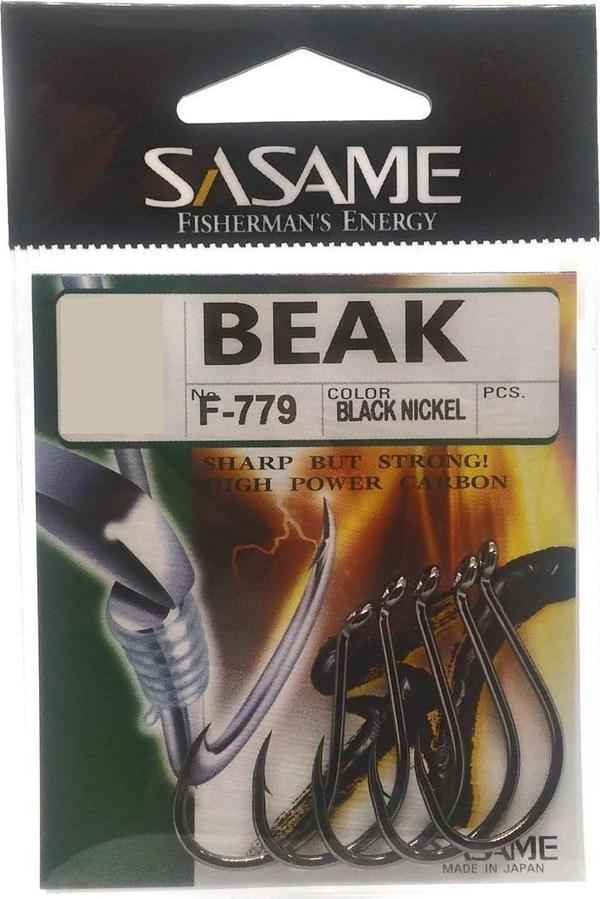 SASAME
FISHERMAN'S ENERGY
BEAK
No.
F-779
COLOR
BLACK NICKEL
PCS.
SHARP BUT STRONG!
HIGH POWER CARBON
SASAME
MADE IN JAPAN